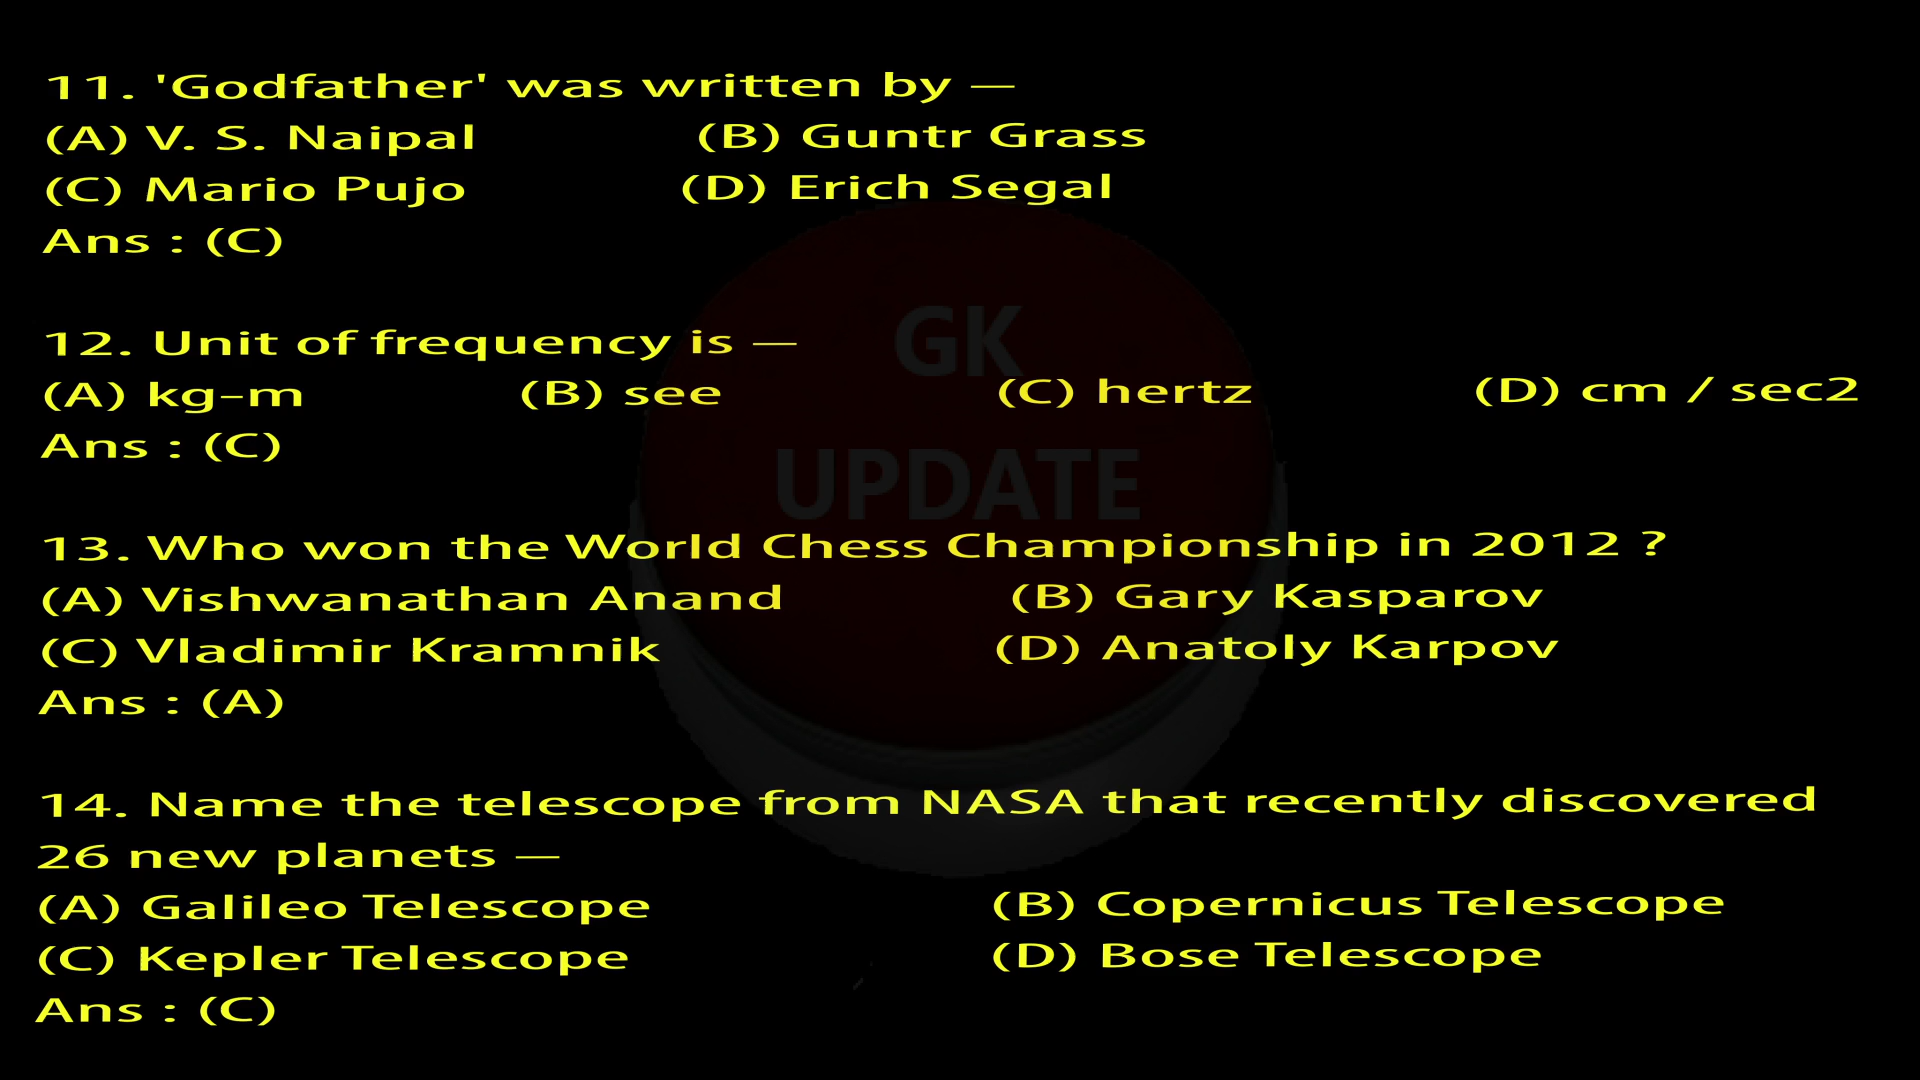 11. 'Godfather' was written by —
(A) V. S. Naipal (B) Guntr Grass
(C) Mario Pujo (D) Erich Segal
Ans : (C)
12. Unit of frequency is —
(A) kg–m (B) see (C) hertz (D) cm / sec2
Ans : (C)
13. Who won the World Chess Championship in 2012 ?
(A) Vishwanathan Anand (B) Gary Kasparov
(C) Vladimir Kramnik (D) Anatoly Karpov
Ans : (A)
14. Name the telescope from NASA that recently discovered
26 new planets —
(A) Galileo Telescope (B) Copernicus Telescope
(C) Kepler Telescope (D) Bose Telescope
Ans : (C)
GK
UPDATE